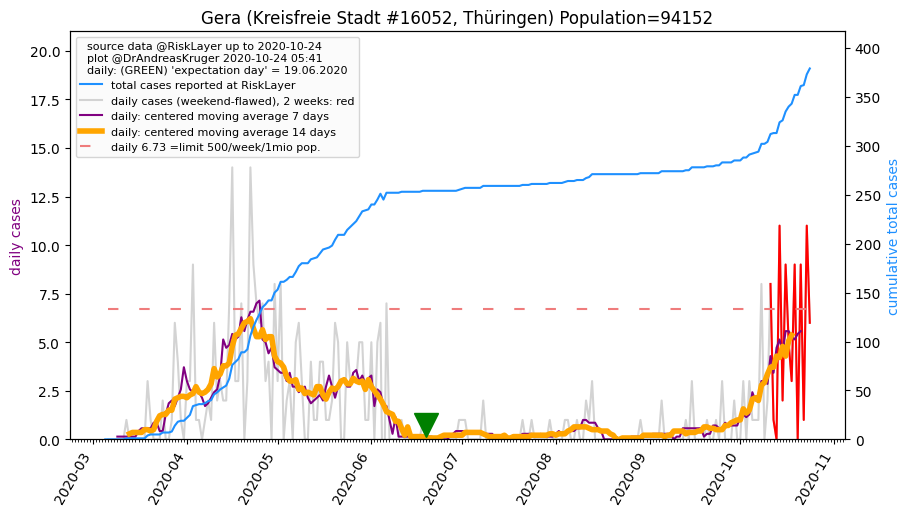 Gera (Kreisfreie Stadt #16052, Thüringen) Population=94152
source data @RiskLayer up to 2020-10-24
plot @DrAndreasKruger 2020-10-24 05:41
daily: (GREEN) 'expectation day' = 19.06.2020
total cases reported at RiskLayer
daily cases (weekend-flawed), 2 weeks: red
daily: centered moving average 7 days
daily: centered moving average 14 days
daily 6.73 =limit 500/week/1mio pop.
daily cases
20.0
17.5
15.0
12.5
10.0
7.5
5.0
2.5
0.0
cumulative total cases
400
350
300
250
200
150
100
50
0
2020-03
2020-04
2020-05
2020-06
2020-07
2020-08
2020-09
2020-10
2020-11